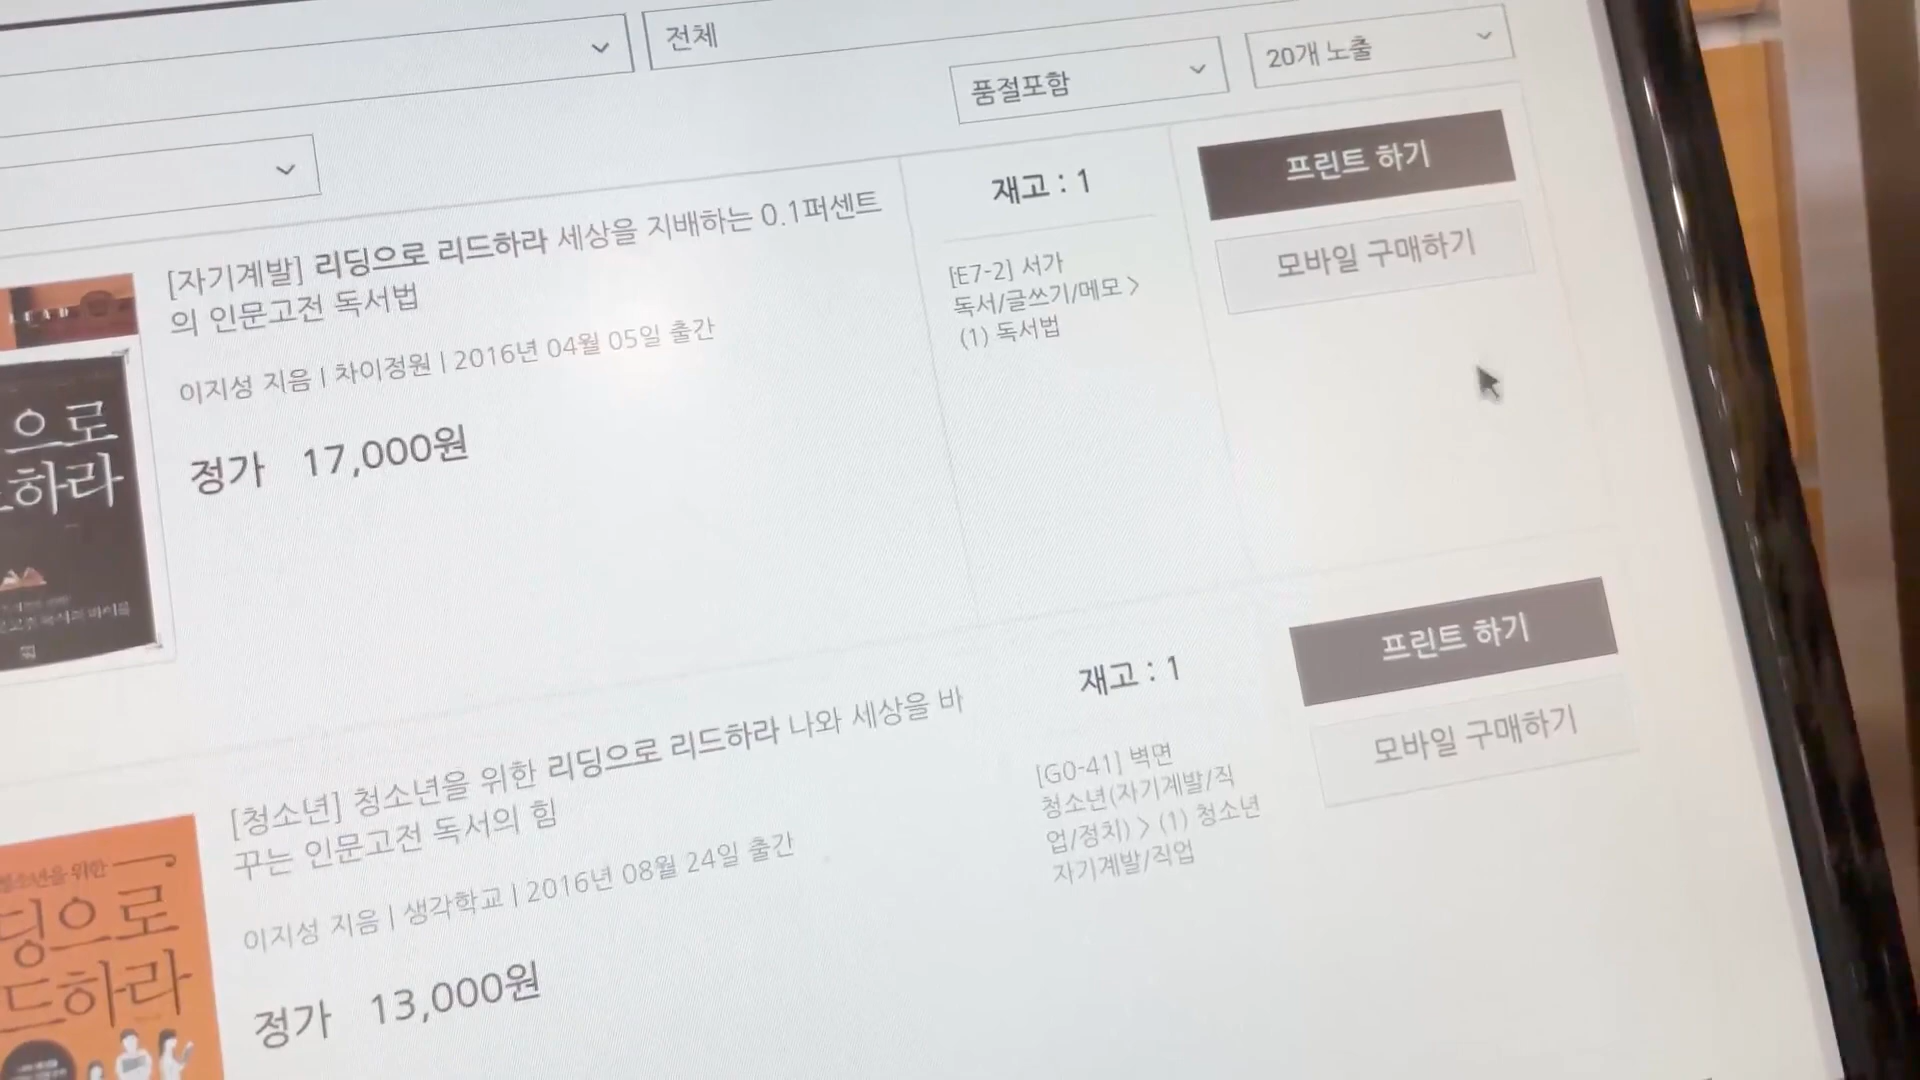 전체
품절포함
20개 노출
[자기계발] 리딩으로 리드하라 세상을 지배하는 0.1퍼센트
의 인문고전 독서법
이지성 지음 | 차이정원 | 2016년 04월 05일 출간
정가 17,000원
재고 : 1
[E7-2] 서가
독서/글쓰기/메모 >
(1) 독서법
프린트 하기
모바일 구매하기
으로
하라
[청소년] 청소년을 위한 리딩으로 리드하라 나와 세상을 바
꾸는 인문고전 독서의 힘
이지성 지음 | 생각학교 | 2016년 08월 24일 출간
정가 13,000원
재고 : 1
[G0-41] 벽면
청소년(자기계발/직
업/정치) > (1) 청소년
자기계발/직업
프린트 하기
모바일 구매하기
청소년을 위한
딩으로
드하라